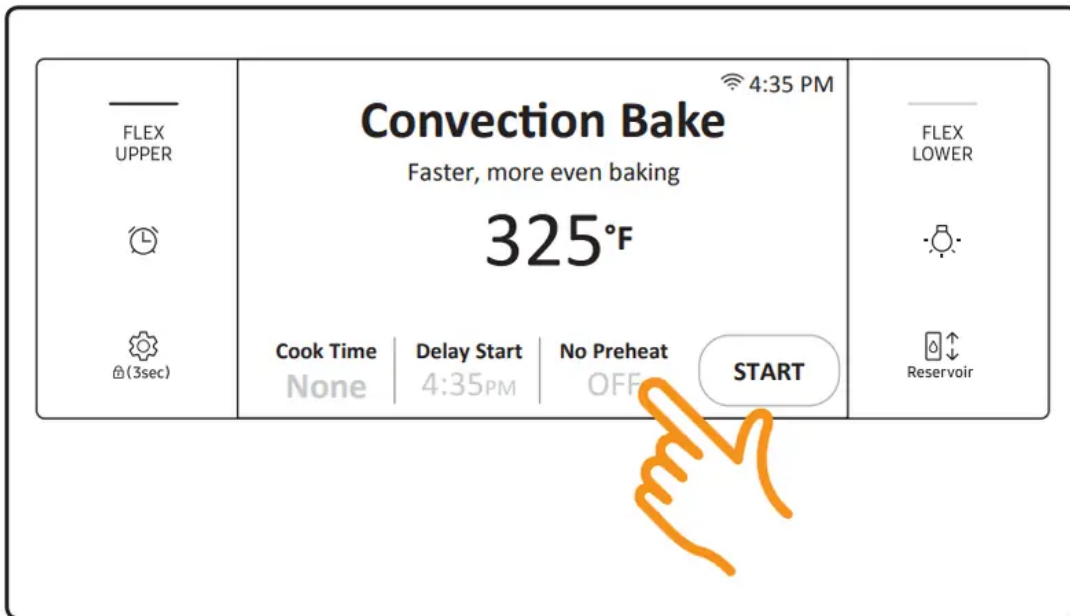 FLEX
UPPER
(3sec)
4:35 PM
Convection Bake
Faster, more even baking
325°F
Cook Time
None
Delay Start
4:35PM
No Preheat
OFF
START
FLEX
LOWER
Reservoir